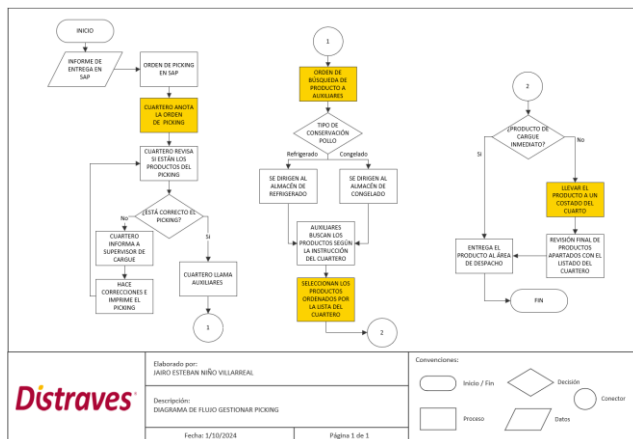 INICIO
INFORME DE
ENTREGA EN
SAP
ORDEN DE PICKING
EN SAP
CUARTERO ANOTA
LA ORDEN
DE PICKING
CUARTERO REVISA
SI ESTÁN LOS
PRODUCTOS DEL
PICKING
¿ESTÁ CORRECTO EL
PICKING?
No
Si
CUARTERO
INFORMA A
SUPERVISOR DE
CARGUE
HACE
CORRECCIONES E
IMPRIME EL
PICKING
CUARTERO LLAMA
AUXILIARES
1
1
ORDEN DE
BÚSQUEDA DE
PRODUCTO A
AUXILIARES
TIPO DE
CONSERVACIÓN
POLLO
Refrigerado
Congelado
SE DIRIGEN AL
ALMACÉN DE
REFRIGERADO
SE DIRIGEN AL
ALMACÉN DE
CONGELADO
AUXILIARES
BUSCAN LOS
PRODUCTOS SEGÚN
LA INSTRUCCIÓN
DEL CUARTERO
SELECCIONAN LOS
PRODUCTOS
ORDENADOS POR
LA LISTA DEL
CUARTERO
2
2
¿PRODUCTO DE
CARGUE
INMEDIATO?
Si
No
LLEVAR EL
PRODUCTO A UN
COSTADO DEL
CUARTO
REVISIÓN FINAL DE
PRODUCTOS
APARTADOS CON EL
LISTADO DEL
CUARTERO
ENTREGA EL
PRODUCTO AL ÁREA
DE DESPACHO
FIN
Distraves
Elaborado por:
JAIRO ESTEBAN NIÑO VILLARREAL
Descripción:
DIAGRAMA DE FLUJO GESTIONAR PICKING
Fecha: 1/10/2024
Página 1 de 1
Convenciones:
Inicio / Fin
Decisión
Conector
Proceso
Datos